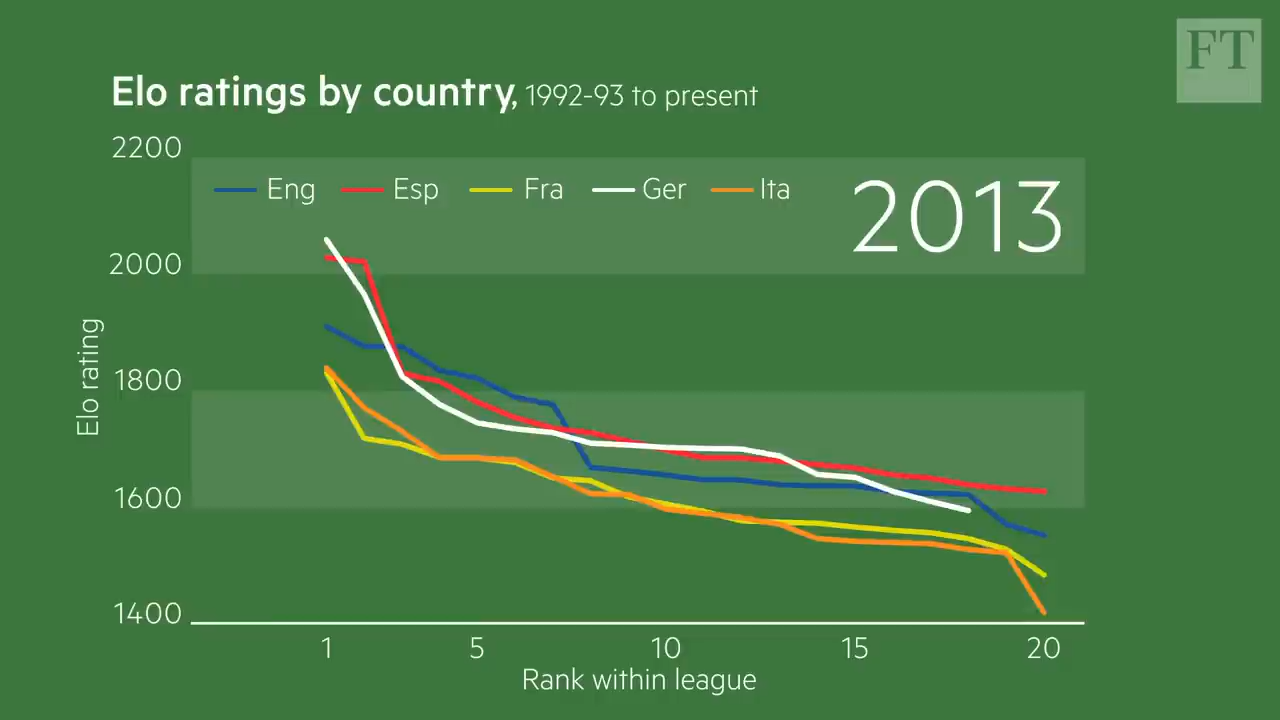 FT
Elo ratings by country, 1992-93 to present
2200
Eng Esp Fra Ger Ita
2013
2000
Elo rating
1800
1600
1400
1 5 10 15 20
Rank within league